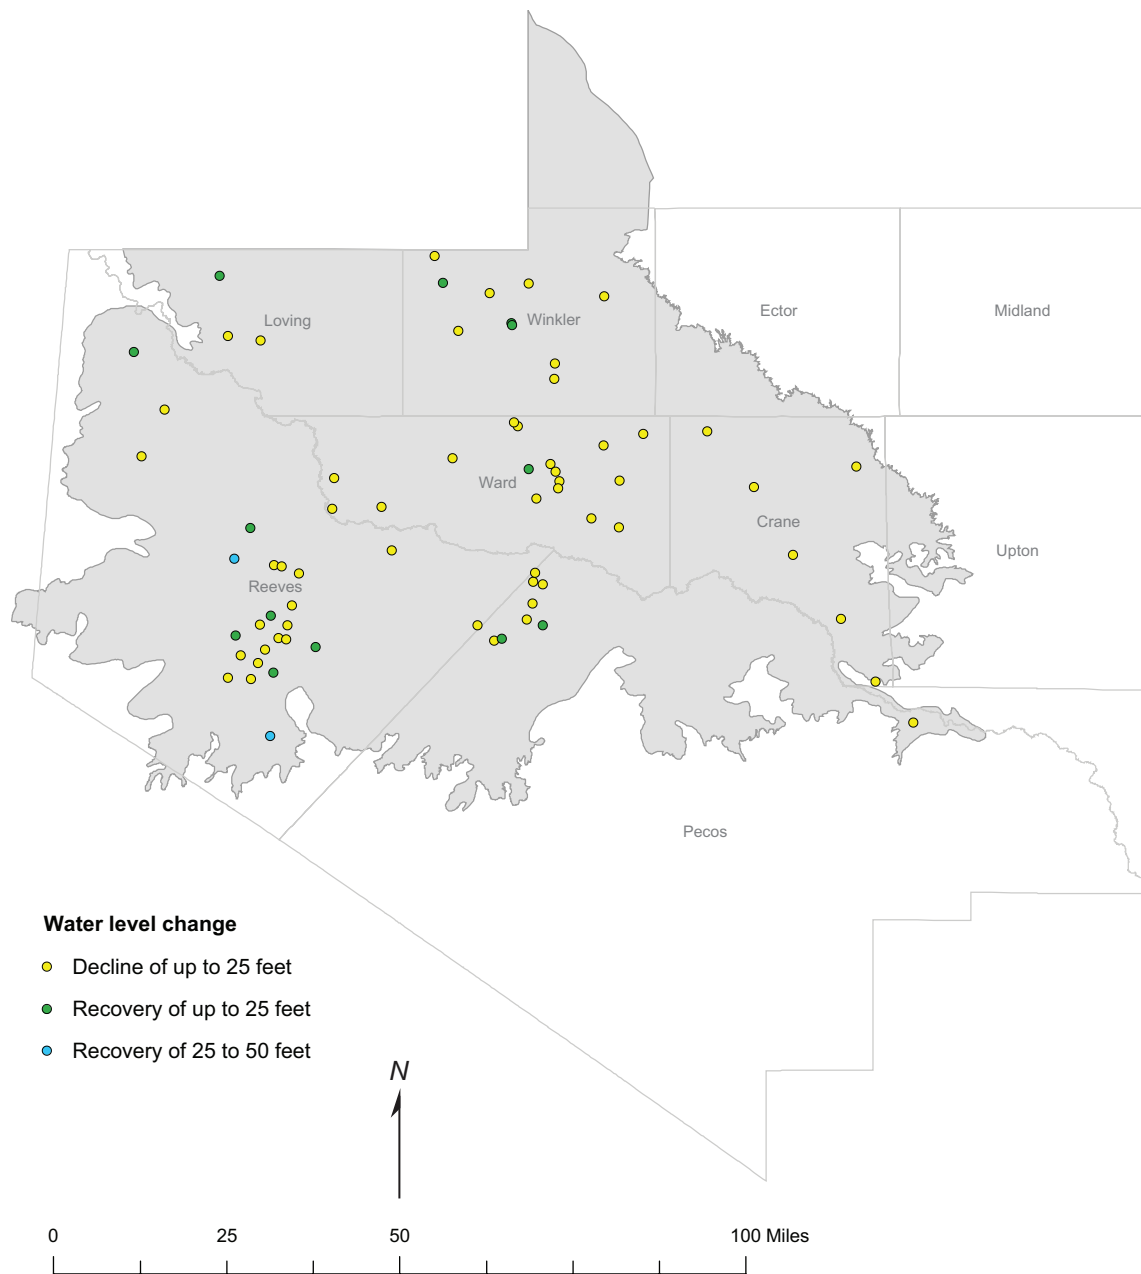 Ector
Midland
Loving
Winkler
Ward
Crane
Upton
Reeves
Pecos
Water level change
Decline of up to 25 feet
Recovery of up to 25 feet
Recovery of 25 to 50 feet
N
0 25 50 100 Miles